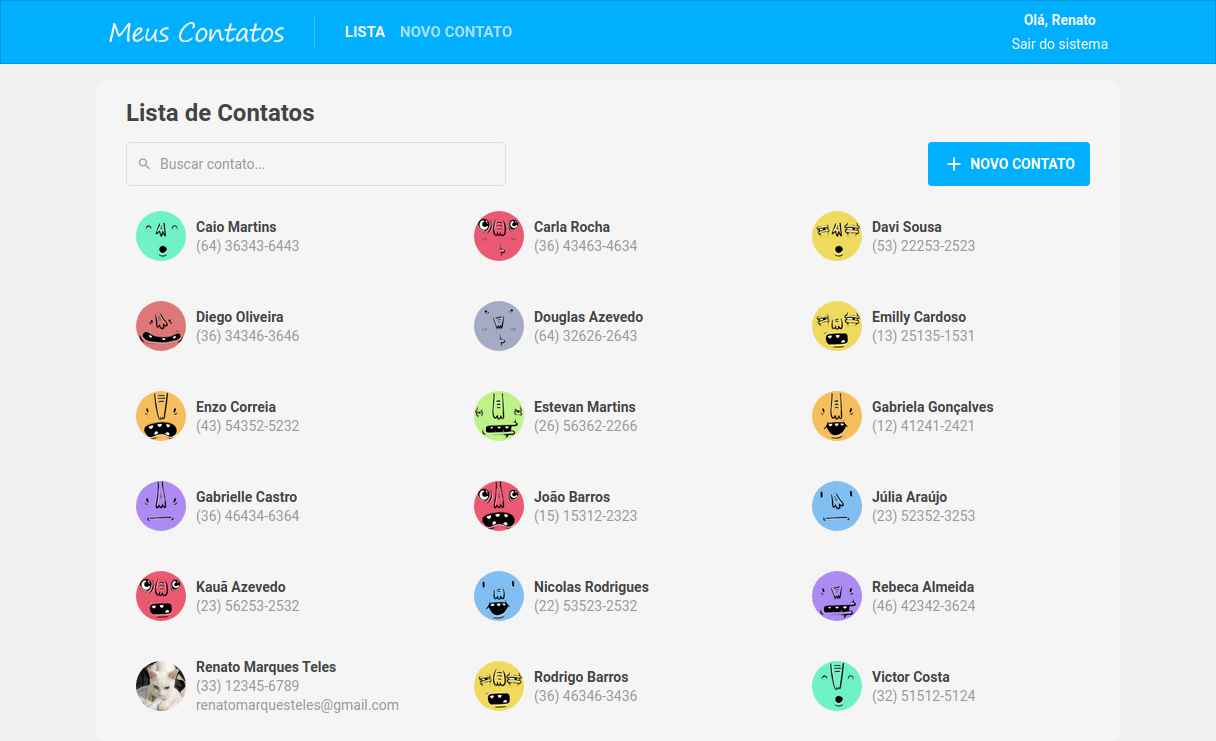 Meus Contatos
LISTA
NOVO CONTATO
Olá, Renato
Sair do sistema
Lista de Contatos
Buscar contato...
NOVO CONTATO
Caio Martins
(64) 36343-6443
Carla Rocha
(36) 43463-4634
Davi Sousa
(53) 22253-2523
Diego Oliveira
(36) 34346-3646
Douglas Azevedo
(64) 32626-2643
Emilly Cardoso
(13) 25135-1531
Enzo Correia
(43) 54352-5232
Estevan Martins
(26) 56362-2266
Gabriela Gonçalves
(12) 41241-2421
Gabrielle Castro
(36) 46434-6364
João Barros
(15) 15312-2323
Júlia Araújo
(23) 52352-3253
Kauã Azevedo
(23) 56253-2532
Nicolas Rodrigues
(22) 53523-2532
Rebeca Almeida
(46) 42342-3624
Renato Marques Teles
(33) 12345-6789
renatomarquesteles@gmail.com
Rodrigo Barros
(36) 46346-3436
Victor Costa
(32) 51512-5124